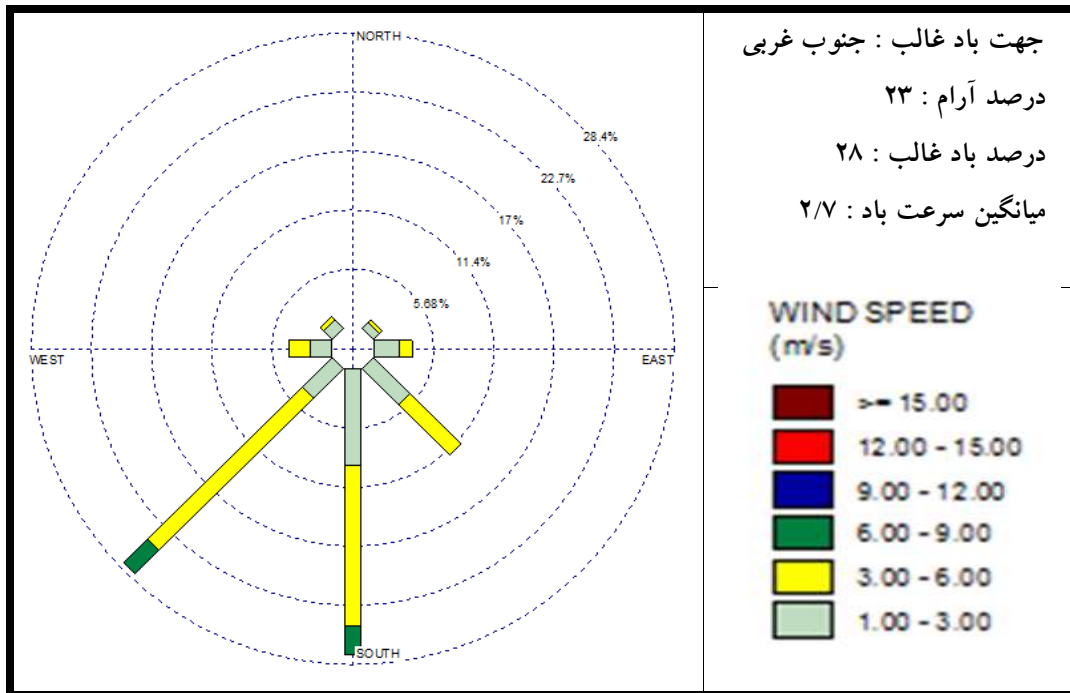 NORTH
28.4%
22.7%
17%
11.4%
5.68%
WEST
EAST
SOUTH
جهت باد غالب : جنوب غربی
درصد آرام : ۲۳
درصد باد غالب : ۲۸
میانگین سرعت باد : ۲/۷
WIND SPEED
(m/s)
>= 15.00
12.00 - 15.00
9.00 - 12.00
6.00 - 9.00
3.00 - 6.00
1.00 - 3.00